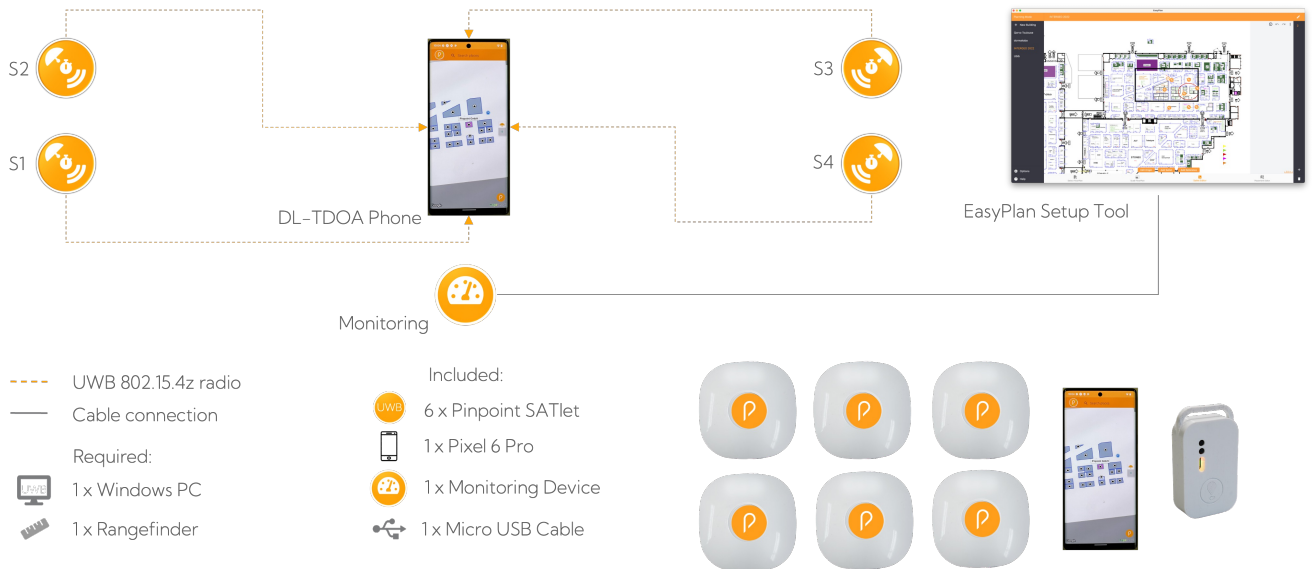 S2
S1
S3
S4
DL-TDOA Phone
EasyPlan
EasyPlan Setup Tool
Monitoring
UWB 802.15.4z radio
Cable connection
Required:
UWB
1 x Windows PC
1 x Rangefinder
Included:
UWB
6 x Pinpoint SATlet
1 x Pixel 6 Pro
1 x Monitoring Device
1 x Micro USB Cable